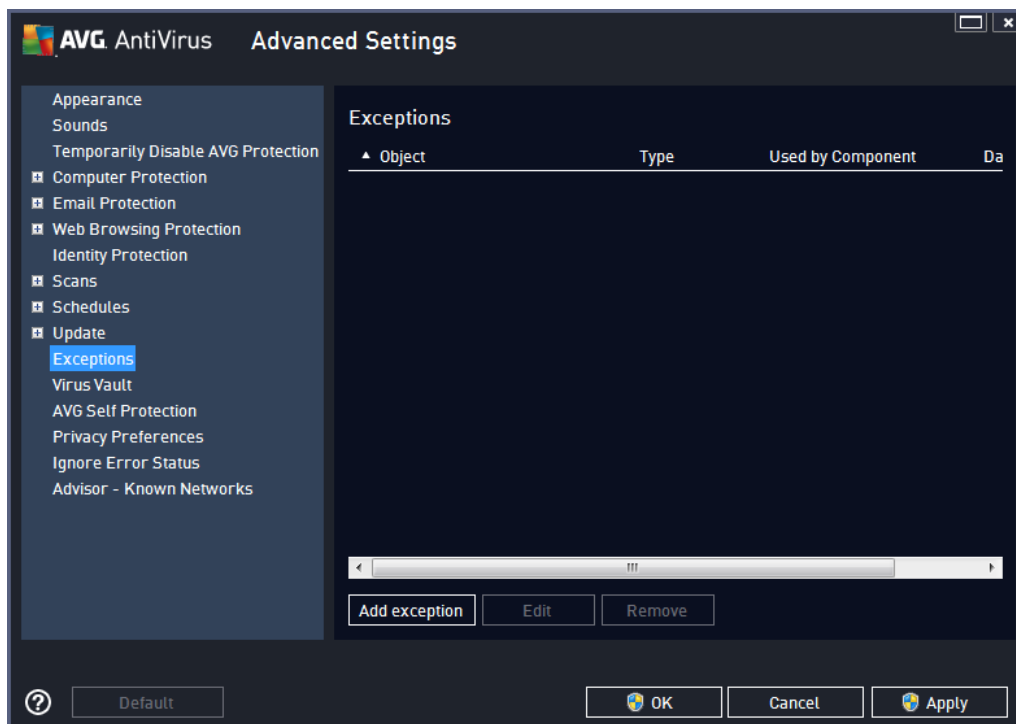 AVG AntiVirus Advanced Settings
Appearance
Sounds
Temporarily Disable AVG Protection
Computer Protection
Email Protection
Web Browsing Protection
Identity Protection
Scans
Schedules
Update
Exceptions
Virus Vault
AVG Self Protection
Privacy Preferences
Ignore Error Status
Advisor - Known Networks
Exceptions
Object Type Used by Component Da
Add exception Edit Remove
? Default OK Cancel Apply